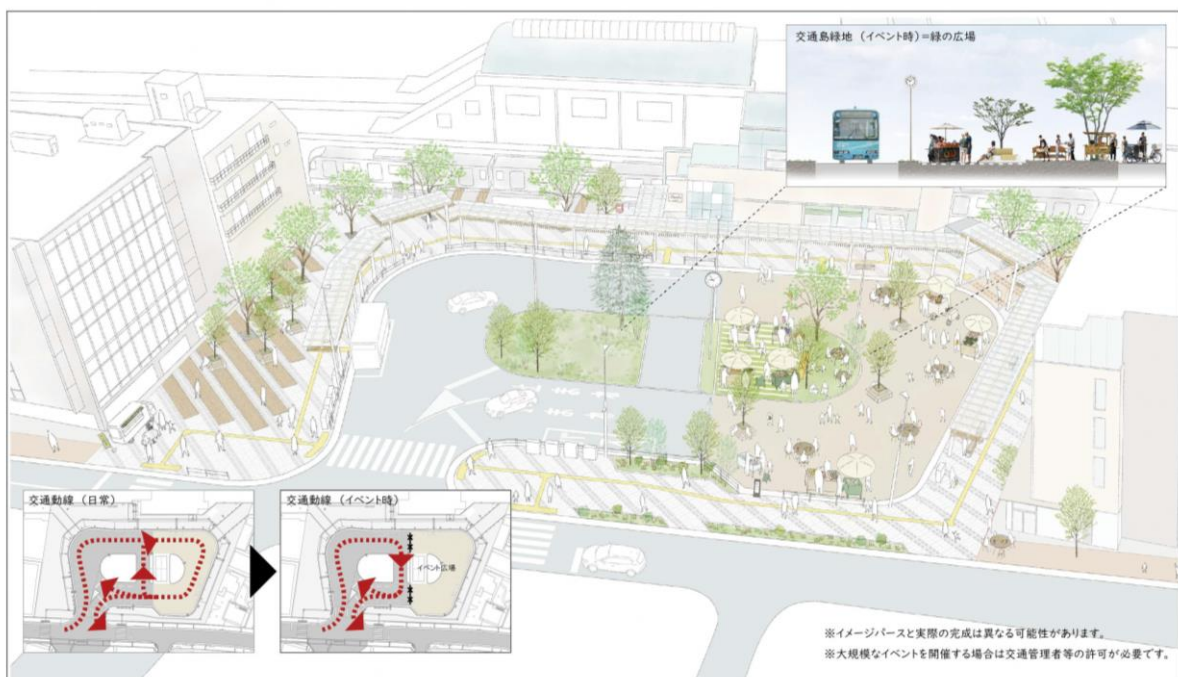 交通島緑地（イベント時）＝緑の広場
交通動線（日常）
交通動線（イベント時）
イベント広場
※イメージパースと実際の完成は異なる可能性があります。
※大規模なイベントを開催する場合は交通管理者等の許可が必要です。